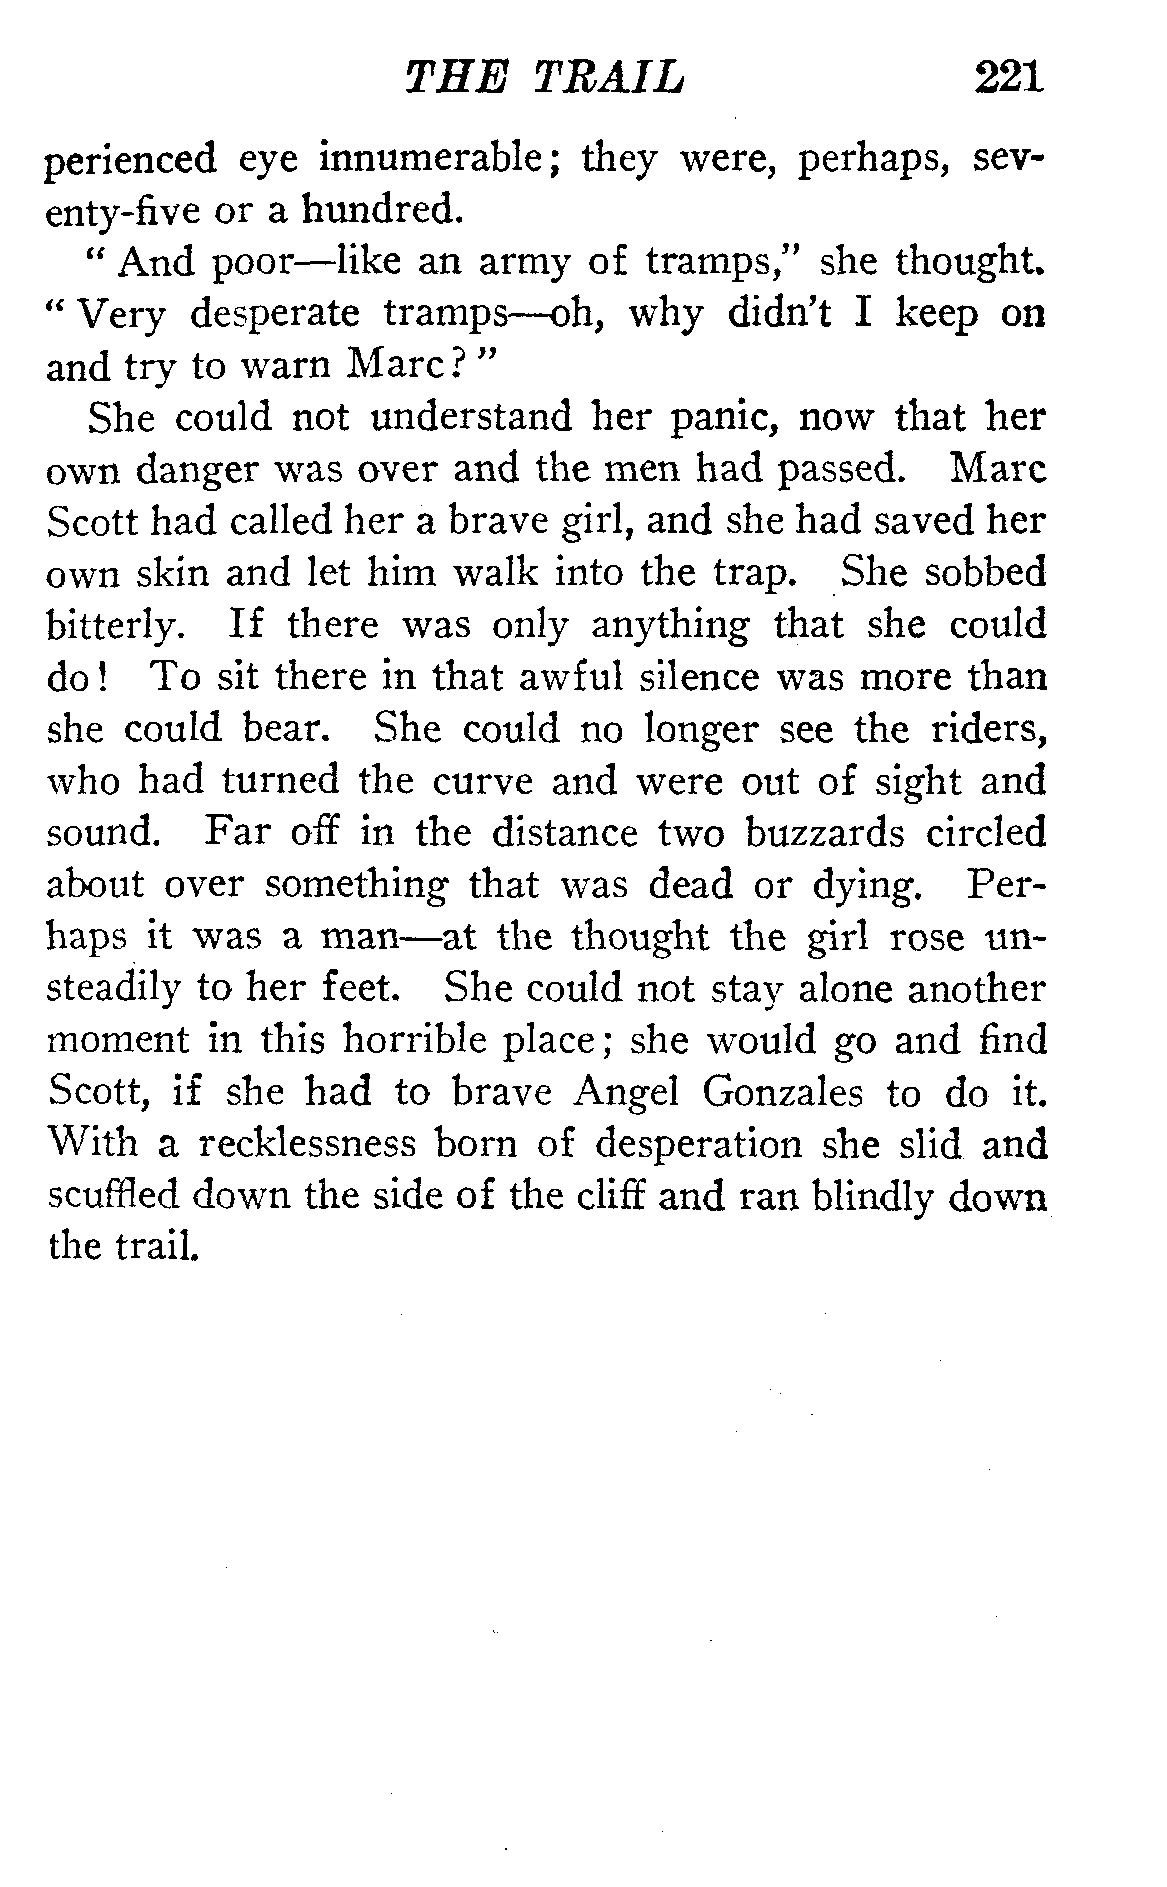 THE TRAIL 221
perienced eye innumerable; they were, perhaps, sev-
enty-five or a hundred.
“ And poor—like an army of tramps,” she thought.
“ Very desperate tramps—oh, why didn’t I keep on
and try to warn Marc? ”
She could not understand her panic, now that her
own danger was over and the men had passed. Marc
Scott had called her a brave girl, and she had saved her
own skin and let him walk into the trap. She sobbed
bitterly. If there was only anything that she could
do! To sit there in that awful silence was more than
she could bear. She could no longer see the riders,
who had turned the curve and were out of sight and
sound. Far off in the distance two buzzards circled
about over something that was dead or dying. Per-
haps it was a man—at the thought the girl rose un-
steadily to her feet. She could not stay alone another
moment in this horrible place; she would go and find
Scott, if she had to brave Angel Gonzales to do it.
With a recklessness born of desperation she slid and
scuffled down the side of the cliff and ran blindly down
the trail.